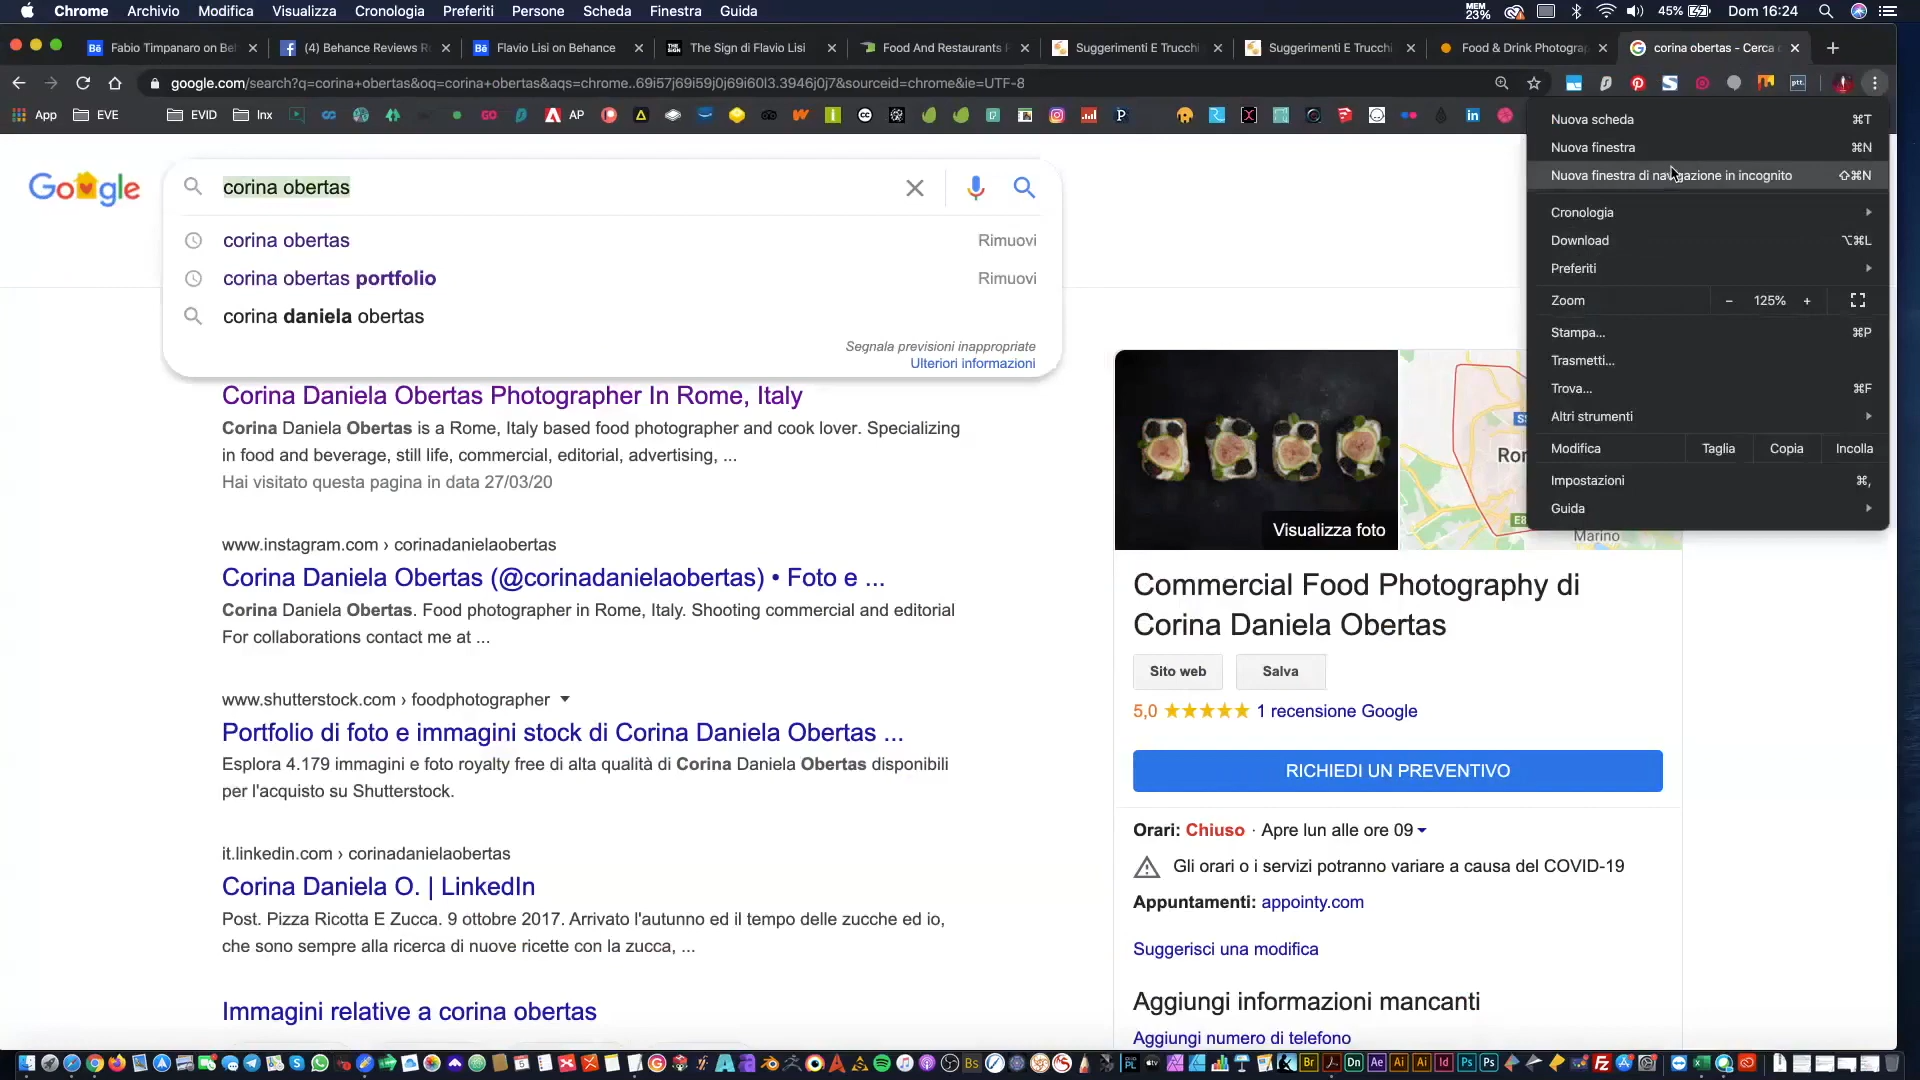 Chrome Archivio Modifica Visualizza Cronologia Preferiti Persone Scheda Finestra Guida
MEM 23% 45% Dom 16:24
Fabio Timpanaro on Be
(4) Behance Reviews R
Flavio Lisi on Behance
The Sign di Flavio Lisi
Food And Restaurants
Suggerimenti E Trucchi
Suggerimenti E Trucchi
Food & Drink Photogra
corina obertas - Cerca
google.com/search?q=corina+obertas&oq=corina+obertas&aqs=chrome..69i57j69i59j0j69i60l3.3946j0j7&sourceid=chrome&ie=UTF-8
App EVE EVID Inx AP
Google
corina obertas
corina obertas Rimuovi
corina obertas portfolio Rimuovi
corina daniela obertas
Segnala previsioni inappropriate
Ulteriori informazioni
Corina Daniela Obertas Photographer In Rome, Italy
Corina Daniela Obertas is a Rome, Italy based food photographer and cook lover. Specializing
in food and beverage, still life, commercial, editorial, advertising, ...
Hai visitato questa pagina in data 27/03/20
www.instagram.com › corinadanielaobertas
Corina Daniela Obertas (@corinadanielaobertas) • Foto e ...
Corina Daniela Obertas. Food photographer in Rome, Italy. Shooting commercial and editorial
For collaborations contact me at ...
www.shutterstock.com › foodphotographer
Portfolio di foto e immagini stock di Corina Daniela Obertas ...
Esplora 4.179 immagini e foto royalty free di alta qualità di Corina Daniela Obertas disponibili
per l'acquisto su Shutterstock.
it.linkedin.com › corinadanielaobertas
Corina Daniela O. | LinkedIn
Post. Pizza Ricotta E Zucca. 9 ottobre 2017. Arrivato l'autunno ed il tempo delle zucche ed io,
che sono sempre alla ricerca di nuove ricette con la zucca, ...
Immagini relative a corina obertas
Nuova scheda ⌘T
Nuova finestra ⌘N
Nuova finestra di navigazione in incognito ⇧⌘N
Cronologia
Download ⌥⌘L
Preferiti
Zoom − 125% +
Stampa... ⌘P
Trasmetti...
Trova... ⌘F
Altri strumenti
Modifica Taglia Copia Incolla
Impostazioni ⌘,
Guida
Visualizza foto
Marino
Commercial Food Photography di
Corina Daniela Obertas
Sito web Salva
5,0 ★★★★★ 1 recensione Google
RICHIEDI UN PREVENTIVO
Orari: Chiuso · Apre lun alle ore 09
Gli orari o i servizi potranno variare a causa del COVID-19
Appuntamenti: appointy.com
Suggerisci una modifica
Aggiungi informazioni mancanti
Aggiungi numero di telefono